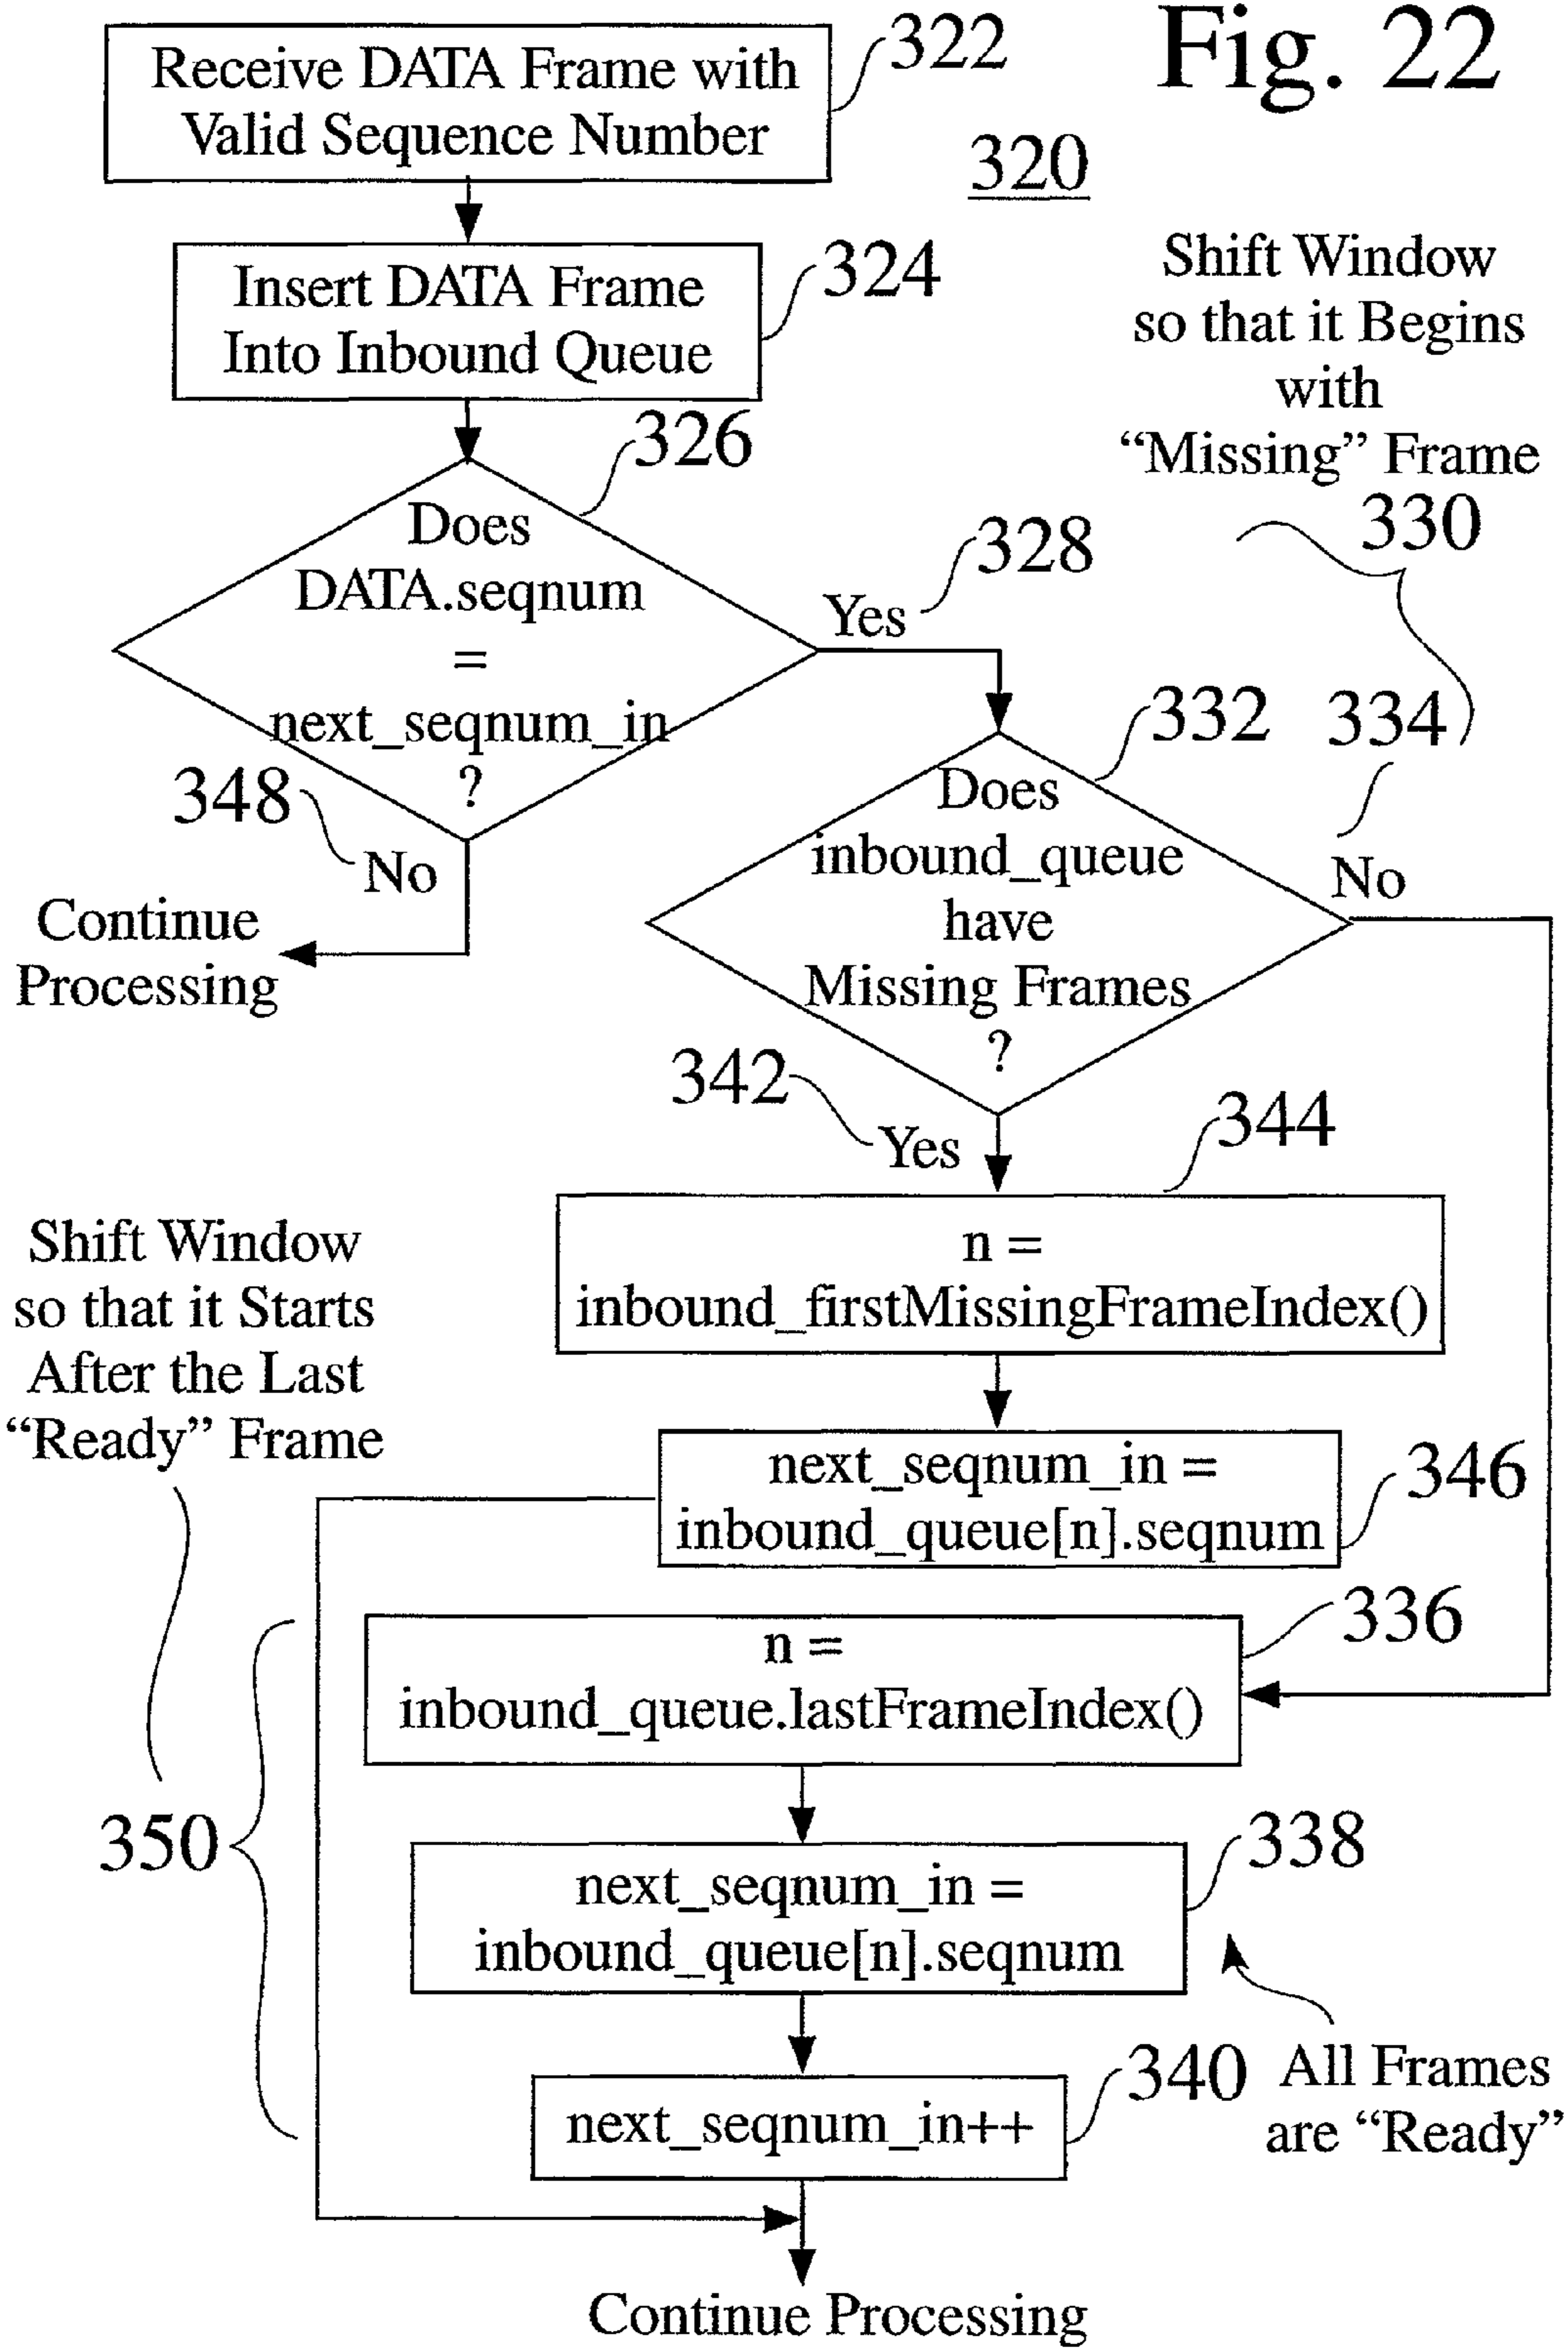 Fig. 22
320
Receive DATA Frame with
Valid Sequence Number
322
Insert DATA Frame
Into Inbound Queue
324
Shift Window
so that it Begins
with
“Missing” Frame
330
326
Does
DATA.seqnum
=
next_seqnum_in
?
Yes
328
348
No
Continue
Processing
332
334
Does
inbound_queue
have
Missing Frames
?
No
342
Yes
344
n =
inbound_firstMissingFrameIndex()
next_seqnum_in =
inbound_queue[n].seqnum
346
Shift Window
so that it Starts
After the Last
“Ready” Frame
350
n =
inbound_queue.lastFrameIndex()
336
next_seqnum_in =
inbound_queue[n].seqnum
338
next_seqnum_in++
340
All Frames
are “Ready”
Continue Processing